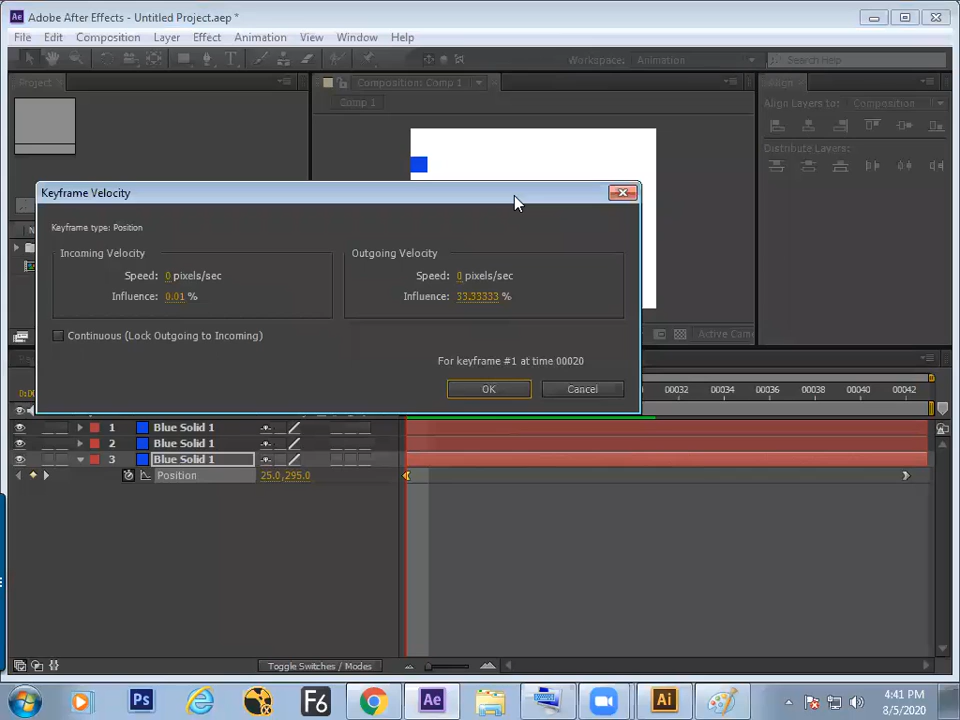 Adobe After Effects - Untitled Project.aep *
File Edit Composition Layer Effect Animation View Window Help
Workspace: Animation
Search Help
Project
Composition: Comp 1
Align
Comp 1
Align Layers to: Composition
Distribute Layers:
Keyframe Velocity
Keyframe type: Position
Incoming Velocity
Speed: 0 pixels/sec
Influence: 0.01 %
Outgoing Velocity
Speed: 0 pixels/sec
Influence: 33.33333 %
Continuous (Lock Outgoing to Incoming)
For keyframe #1 at time 00020
OK
Cancel
Active Cam
00032 00034 00036 00038 00040 00042
1 Blue Solid 1
2 Blue Solid 1
3 Blue Solid 1
Position 25.0,295.0
Toggle Switches / Modes
Ps
F6
Ae
Ai
4:41 PM
8/5/2020